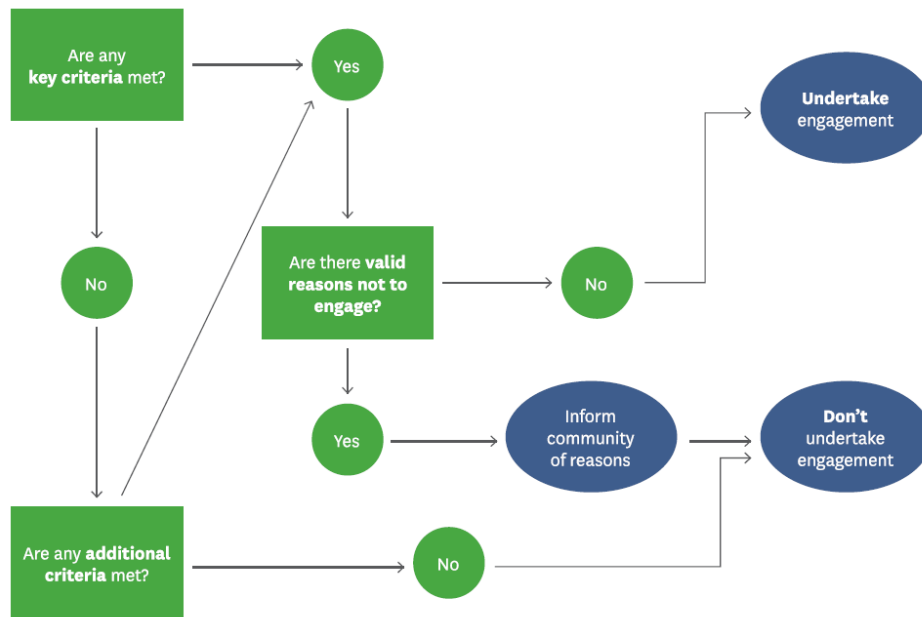 Are any
key criteria met?
Yes
Undertake
engagement
No
Are there valid
reasons not to
engage?
No
Yes
Inform
community
of reasons
Don’t
undertake
engagement
Are any additional
criteria met?
No